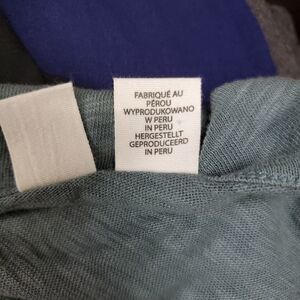 FABRIQUÉ AU
PÉROU
WYPRODUKOWANO
W PERU
IN PERU
HERGESTELLT
GEPRODUCEERD
IN PERU